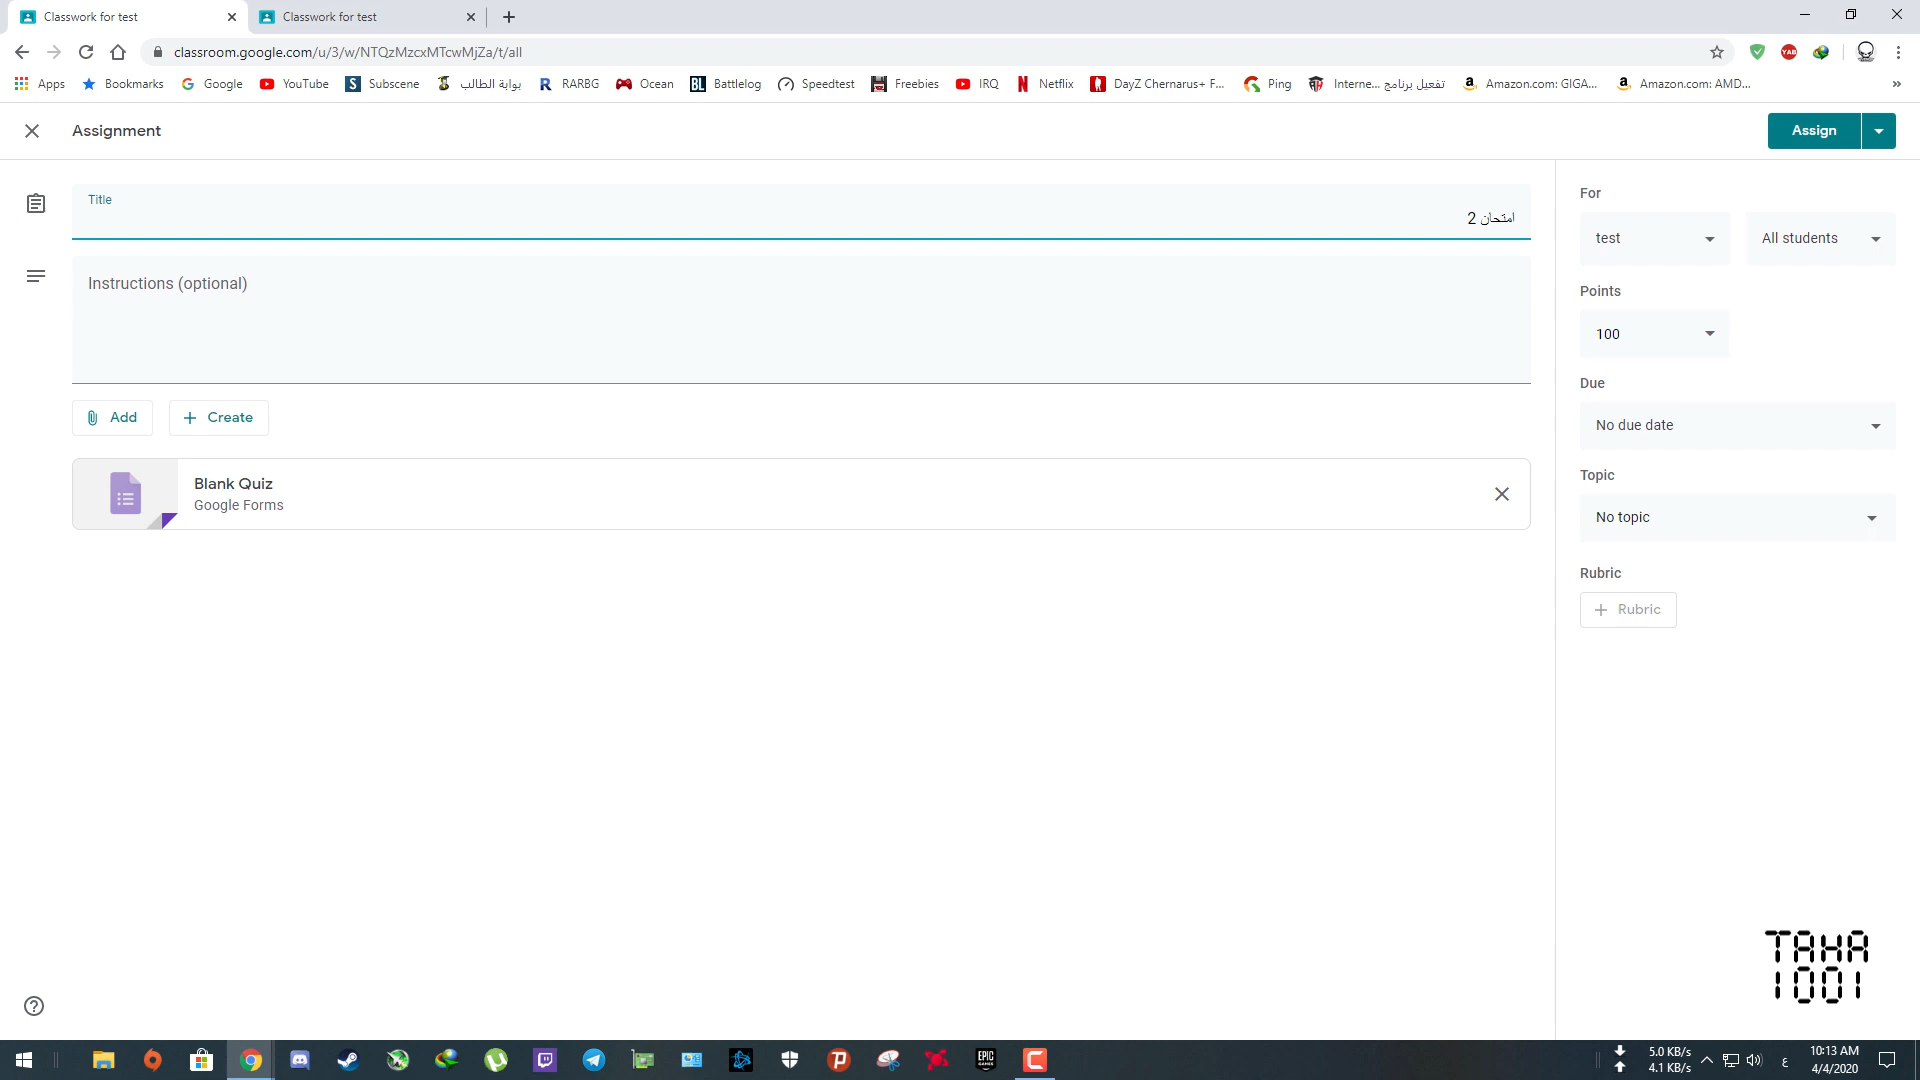 Classwork for test
Classwork for test
classroom.google.com/u/3/w/NTQzMzcxMTcwMjZa/t/all
YAB
Apps
Bookmarks
Google
YouTube
Subscene
بوابة الطالب
RARBG
Ocean
Battlelog
Speedtest
Freebies
IRQ
Netflix
DayZ Chernarus+ F...
Ping
Interne... تفعيل برنامج
Amazon.com: GIGA...
Amazon.com: AMD...
Assignment
Assign
Title
امتحان 2
Instructions (optional)
Add
Create
Blank Quiz
Google Forms
For
test
All students
Points
100
Due
No due date
Topic
No topic
Rubric
Rubric
TAHA
1001
EPIC
GAMES
5.0 KB/s
4.1 KB/s
ع
10:13 AM
4/4/2020